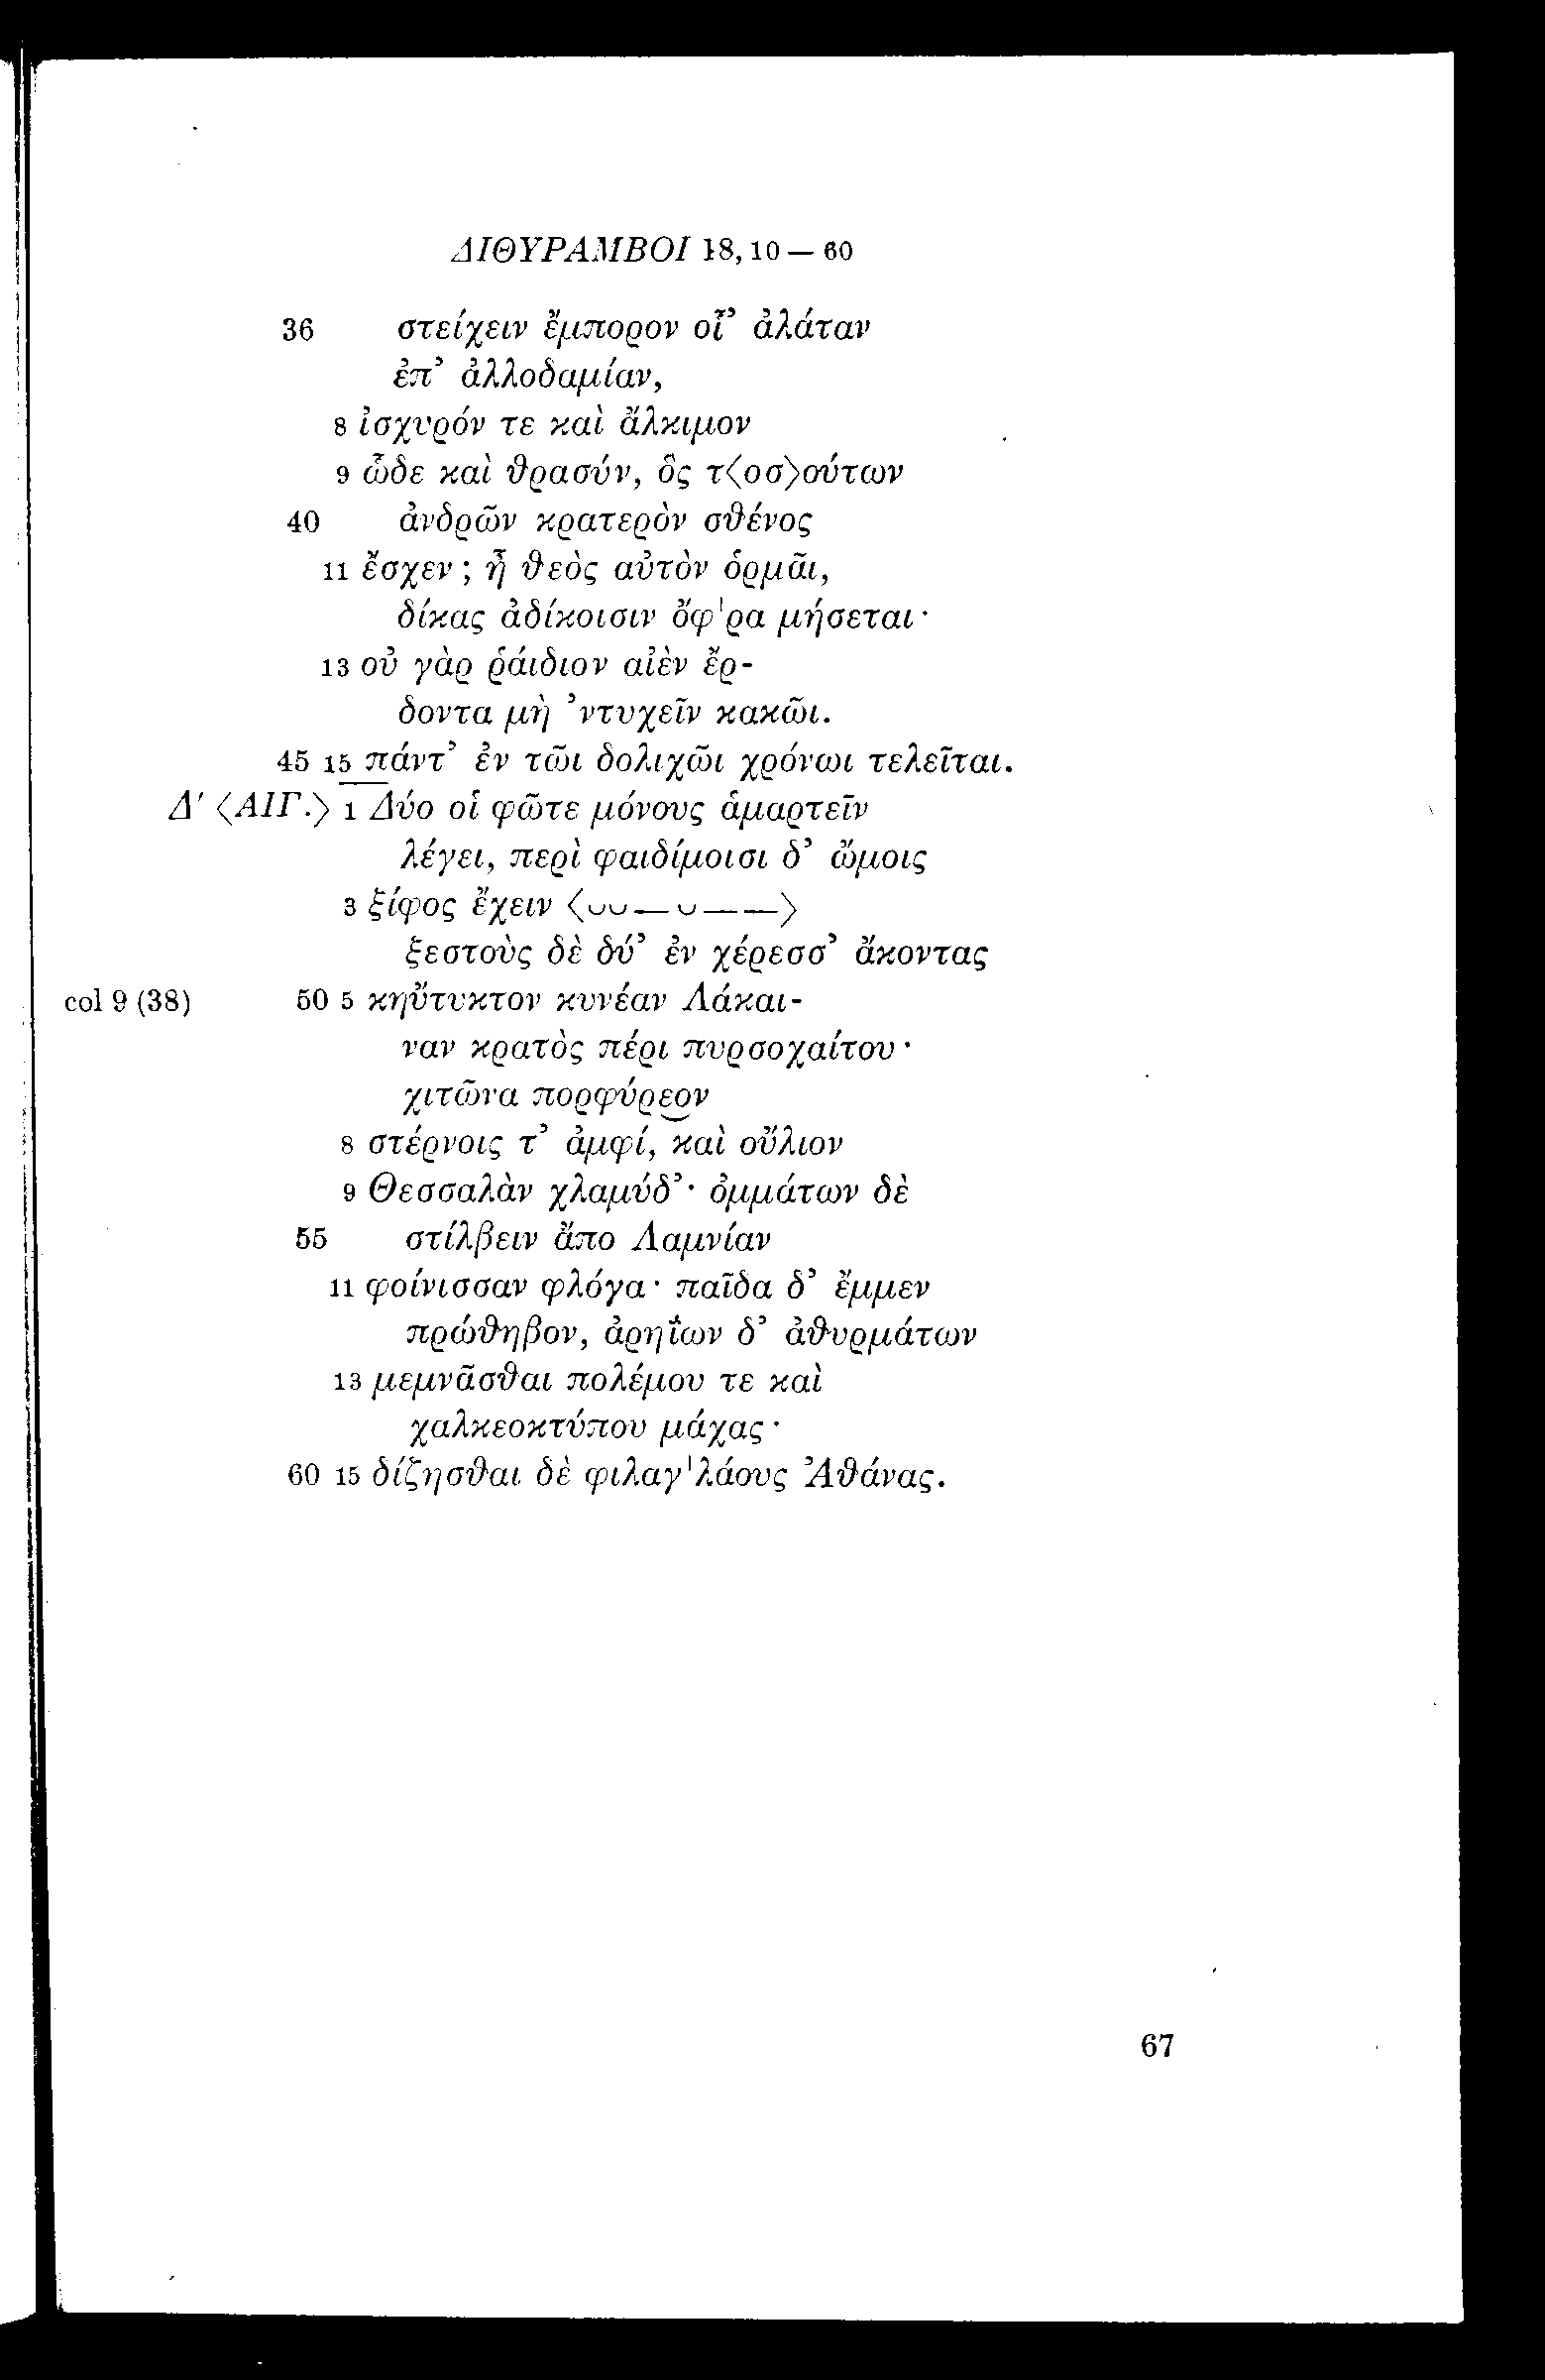 ΔΙΘΥΡΑΜΒΟΙ 18,10 — 60
36 στείχειν ἔμπορον οἷ’ ἀλάταν
ἐπ’ ἀλλοδαμίαν,
8 ἰσχυρόν τε καὶ ἄλκιμον
9 ὧδε καὶ θρασύν, ὃς τ⟨οσ⟩ούτων
40 ἀνδρῶν κρατερὸν σθένος
11 ἔσχεν; ἦ θεὸς αὐτὸν ὁρμᾶι,
δίκας ἀδίκοισιν ὄφ'ρα μήσεται·
13 οὐ γὰρ ῥάιδιον αἰὲν ἔρ-
δοντα μὴ ’ντυχεῖν κακῶι.
45 15 πάντ’ ἐν τῶι δολιχῶι χρόνωι τελεῖται.
Δ′ ⟨ΑΙΓ.⟩ 1 Δύο οἱ φῶτε μόνους ἁμαρτεῖν
λέγει, περὶ φαιδίμοισι δ’ ὤμοις
3 ξίφος ἔχειν ⟨⏑⏑—⏑——⟩
ξεστοὺς δὲ δύ’ ἐν χέρεσσ’ ἄκοντας
col 9 (38) 50 5 κηὔτυκτον κυνέαν Λάκαι-
ναν κρατὸς πέρι πυρσοχαίτου·
χιτῶνα πορφύρε͜ον
8 στέρνοις τ’ ἀμφί, καὶ οὔλιον
9 Θεσσαλὰν χλαμύδ’· ὀμμάτων δὲ
55 στίλβειν ἄπο Λαμνίαν
11 φοίνισσαν φλόγα· παῖδα δ’ ἔμμεν
πρώθηβον, ἀρηΐων δ’ ἀθυρμάτων
13 μεμνᾶσθαι πολέμου τε καὶ
χαλκεοκτύπου μάχας·
60 15 δίζησθαι δὲ φιλαγ'λάους Ἀθάνας.
67